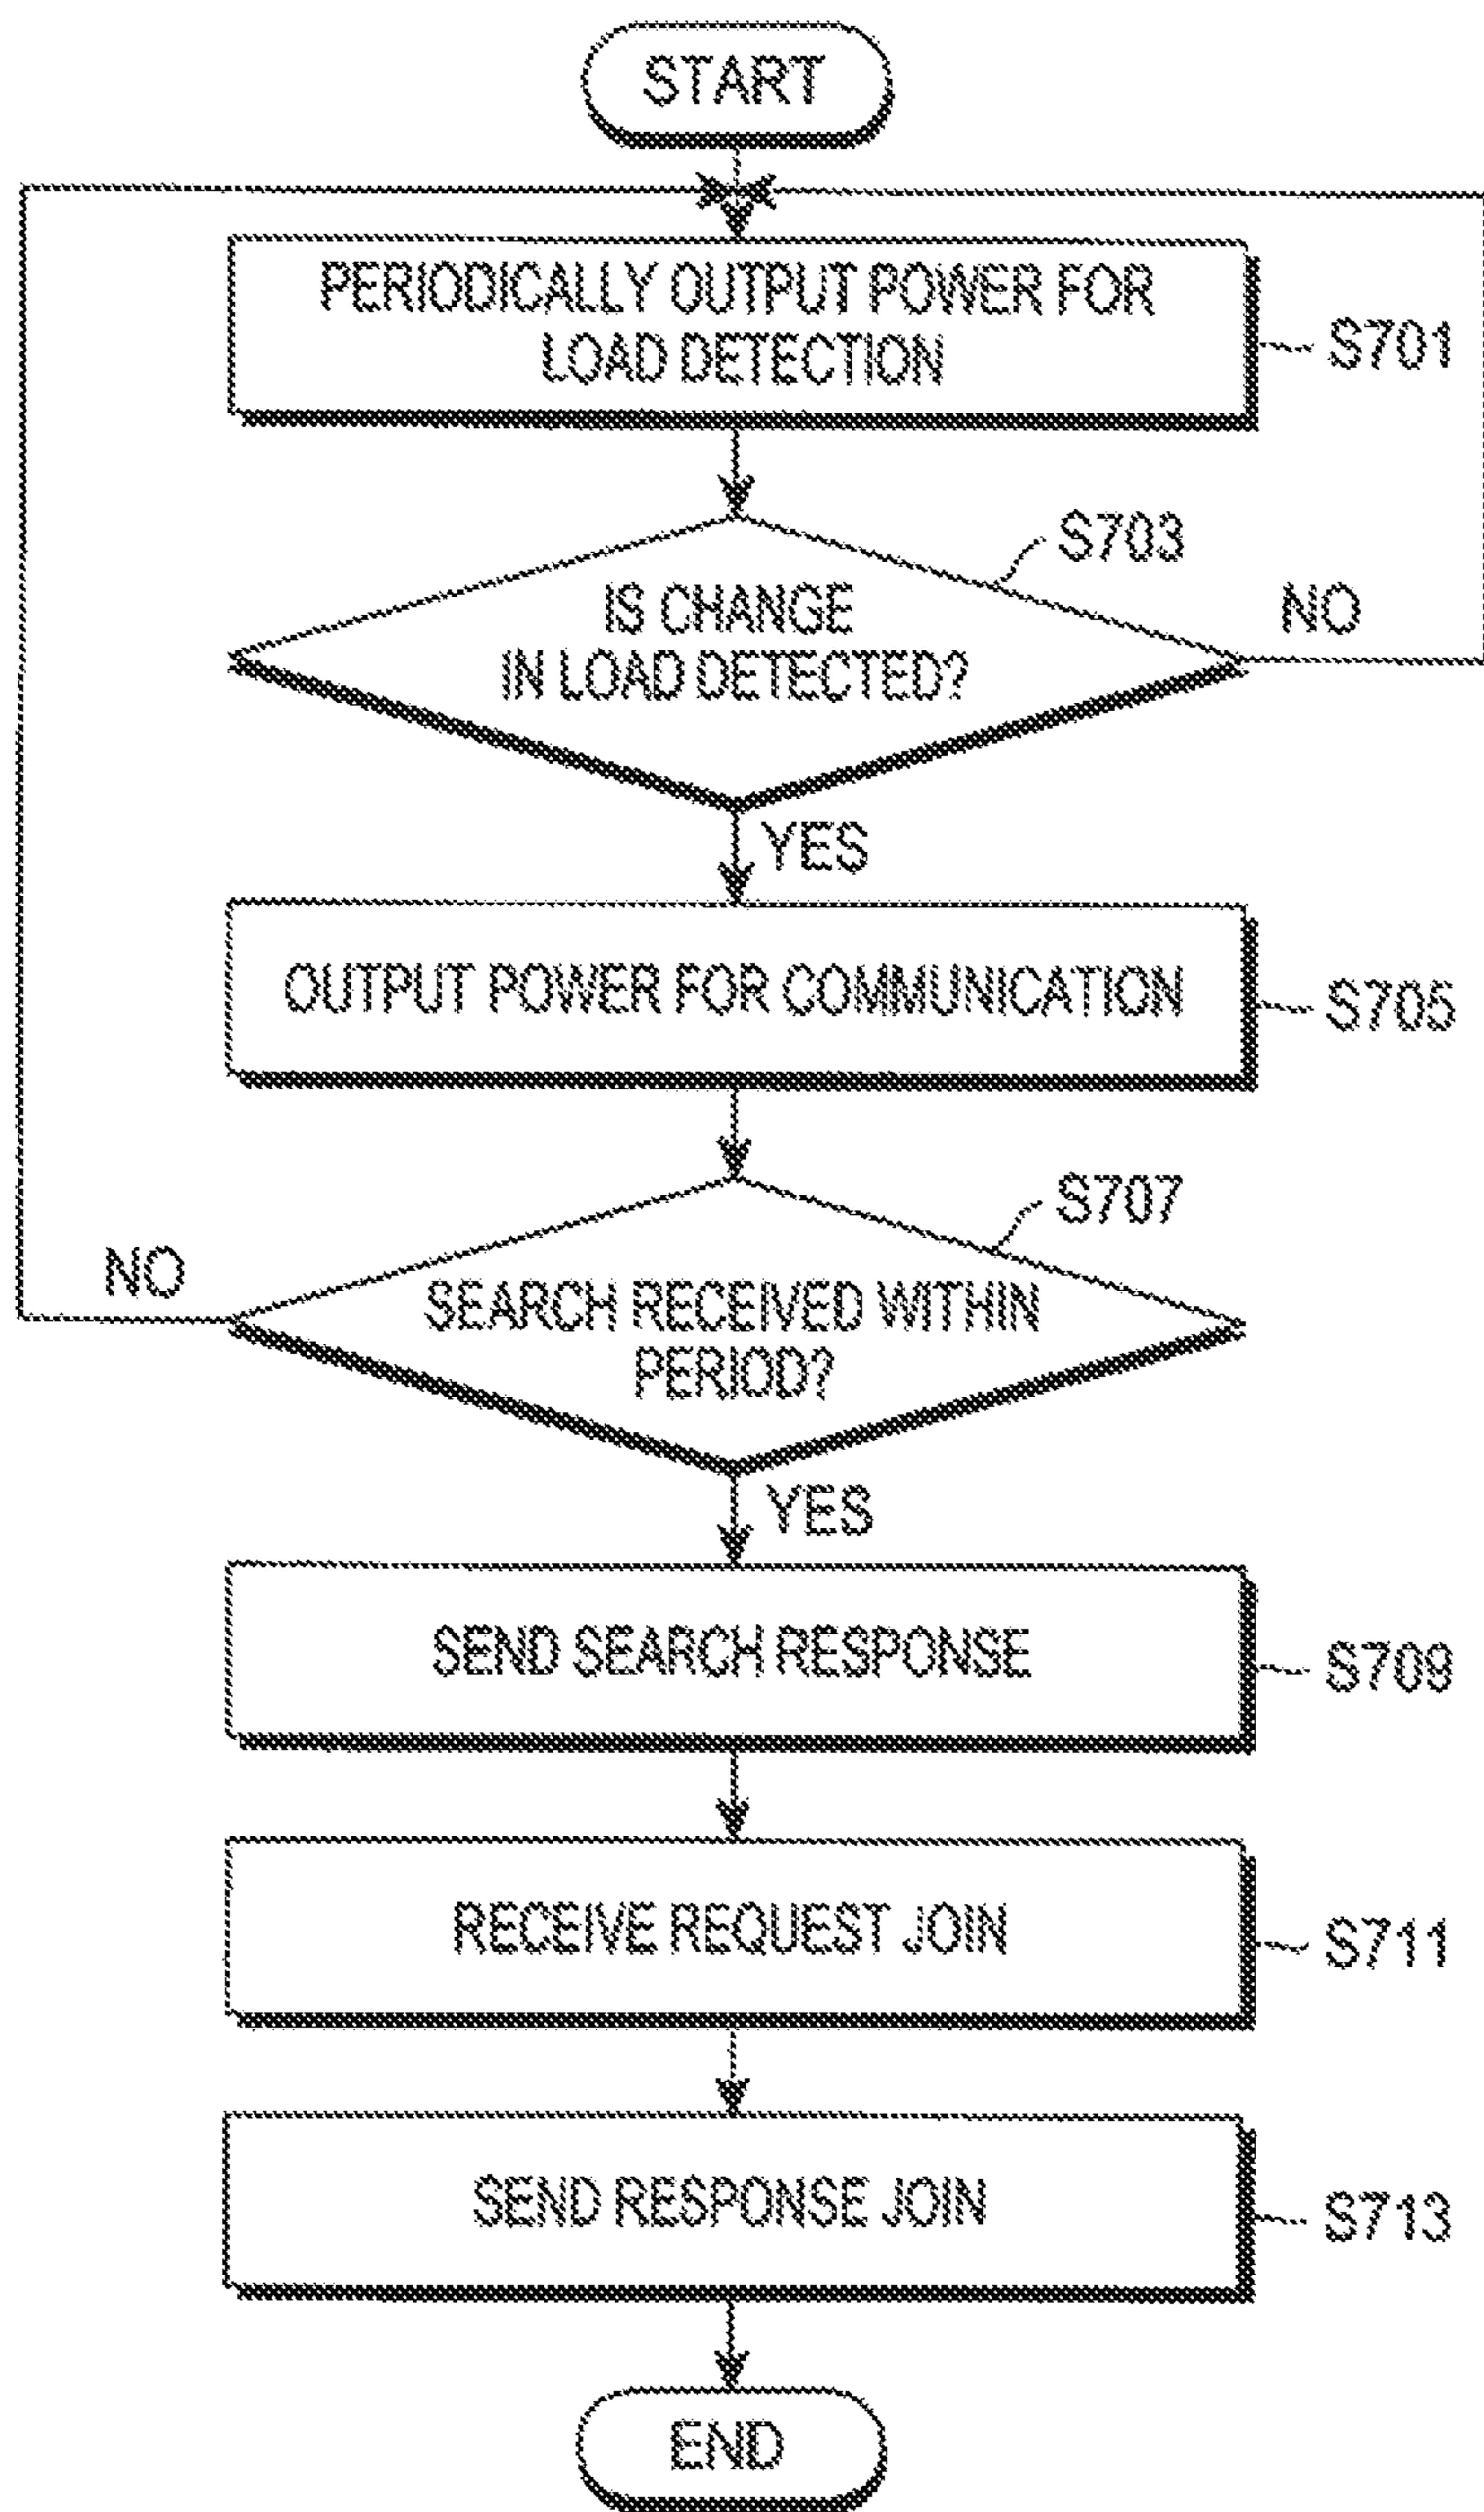 START
PERIODICALLY OUTPUT POWER FOR
LOAD DETECTION
S701
S703
IS CHANGE
IN LOAD DETECTED?
NO
YES
OUTPUT POWER FOR COMMUNICATION
S705
S707
NO
SEARCH RECEIVED WITHIN
PERIOD?
YES
SEND SEARCH RESPONSE
S709
RECEIVE REQUEST JOIN
S711
SEND RESPONSE JOIN
S713
END